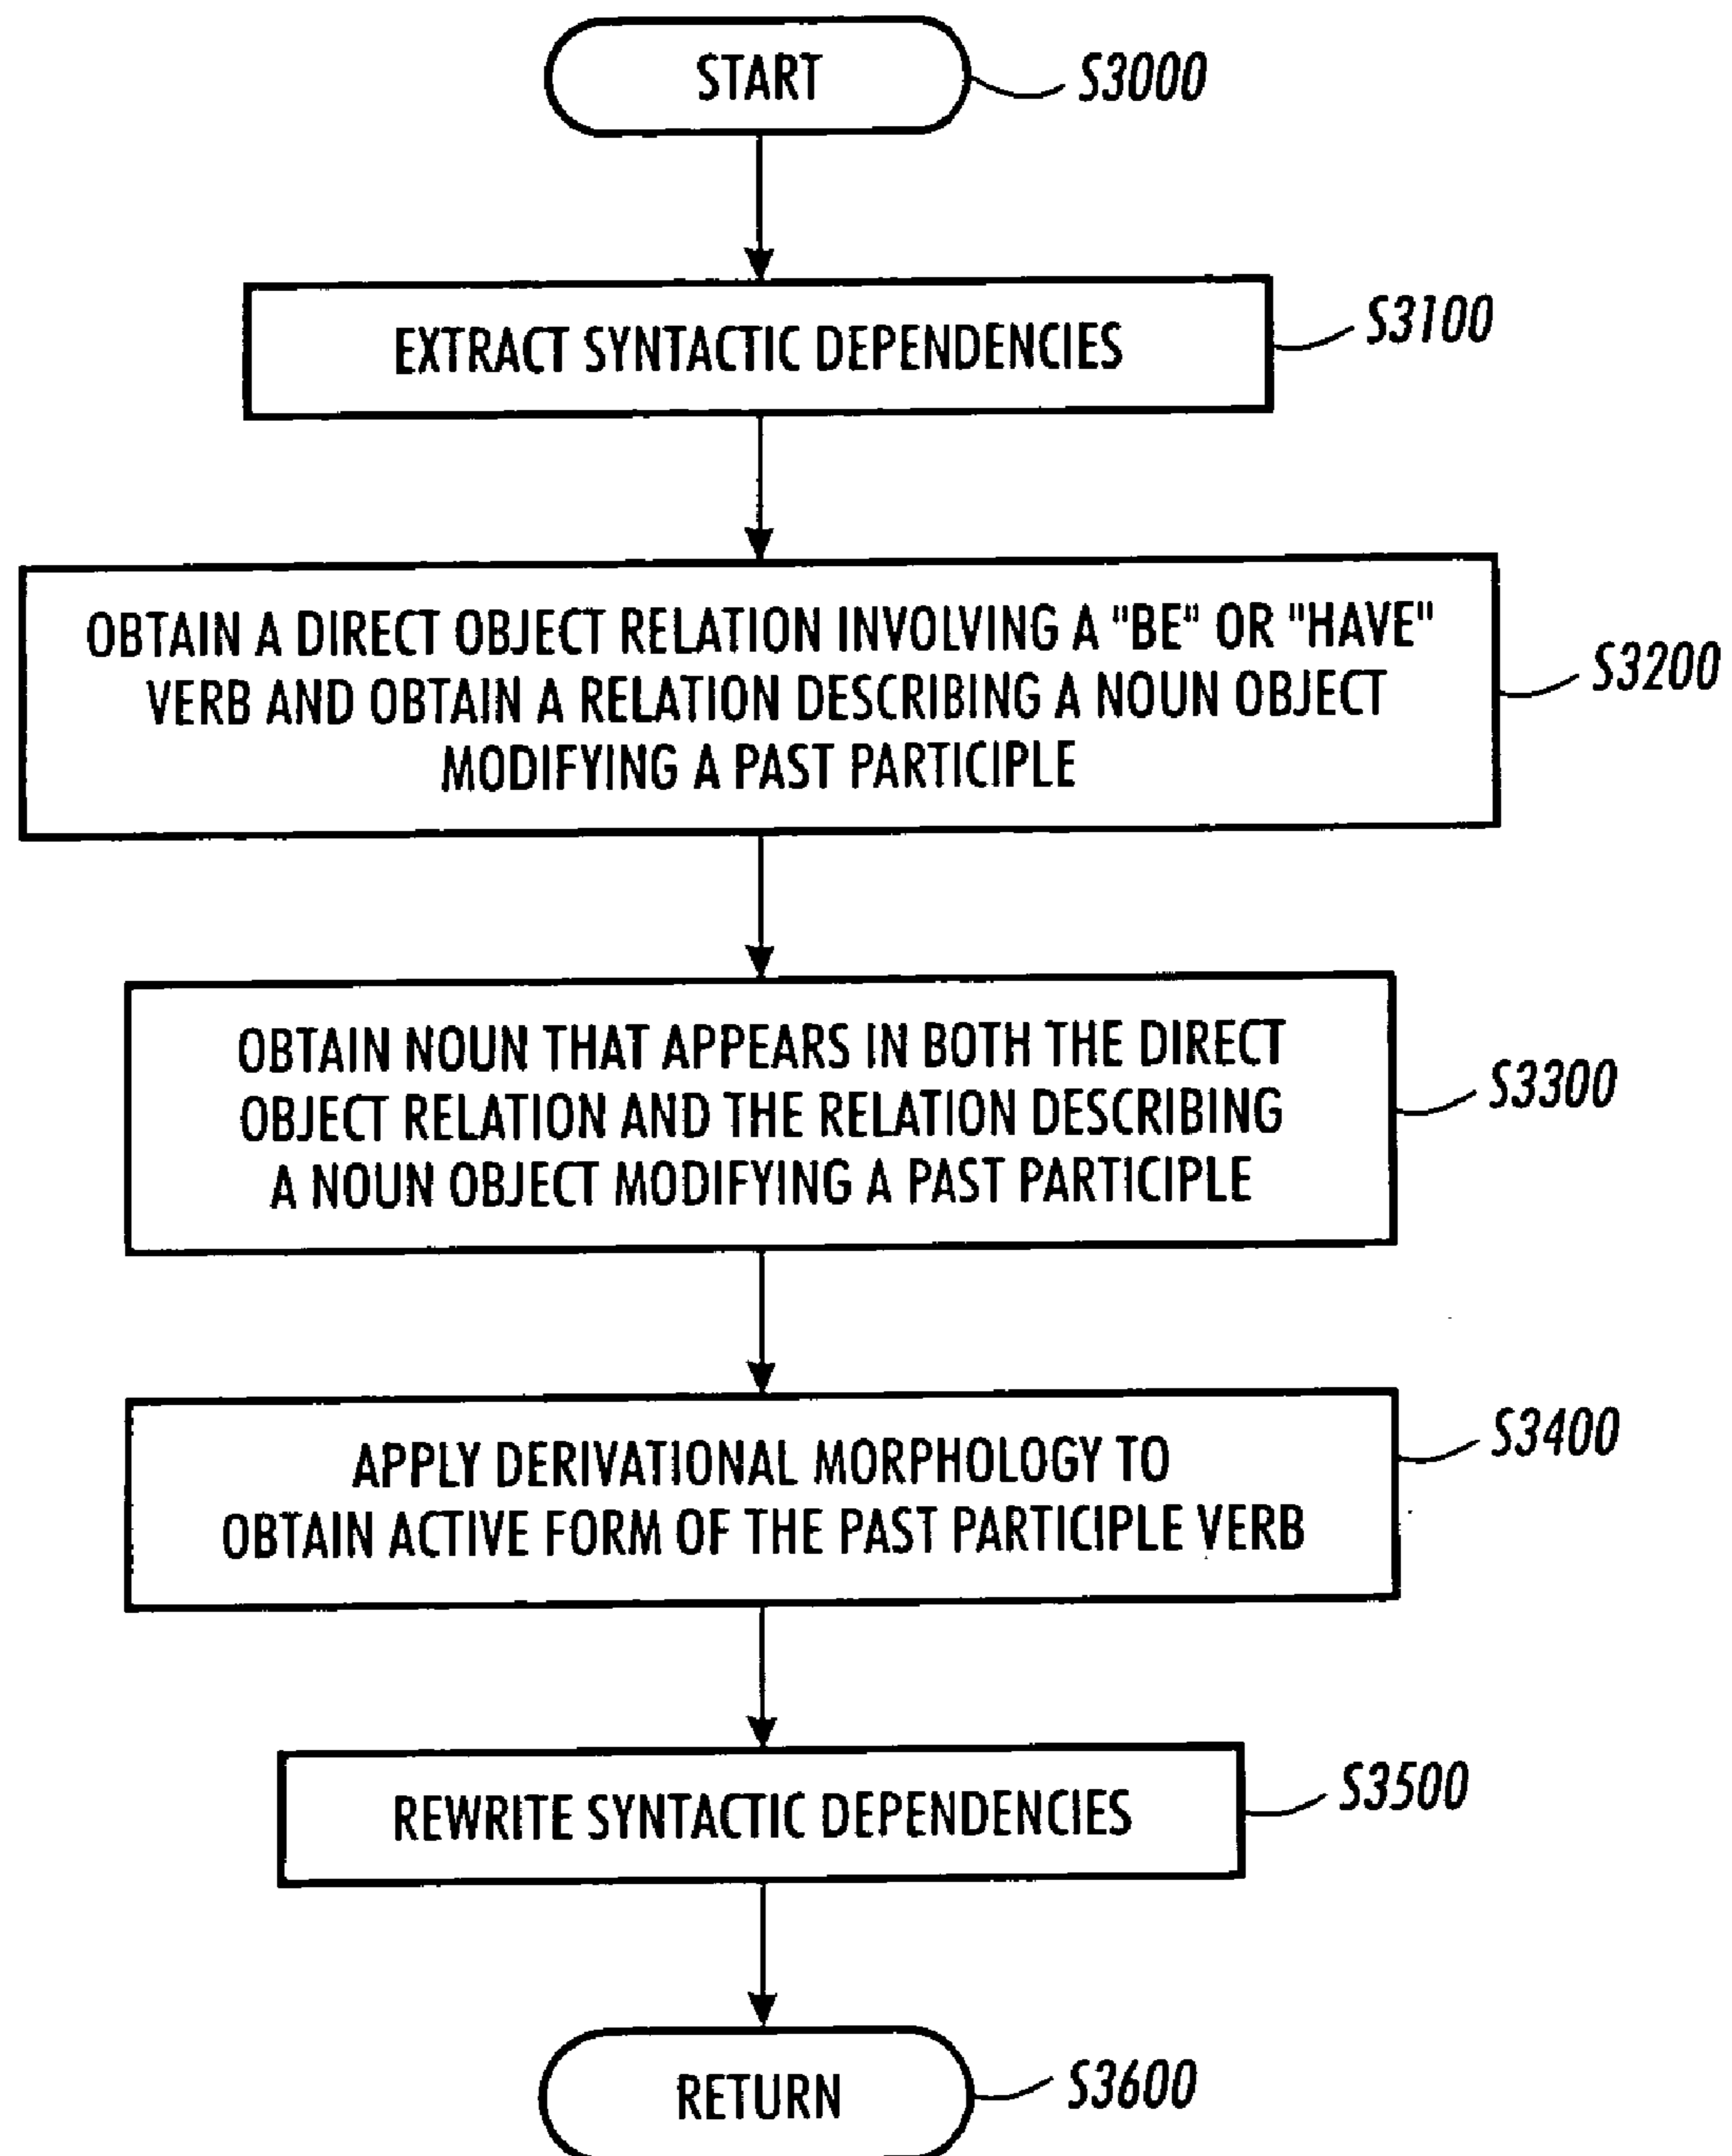 START
S3000
EXTRACT SYNTACTIC DEPENDENCIES
S3100
OBTAIN A DIRECT OBJECT RELATION INVOLVING A "BE" OR "HAVE"
VERB AND OBTAIN A RELATION DESCRIBING A NOUN OBJECT
MODIFYING A PAST PARTICIPLE
S3200
OBTAIN NOUN THAT APPEARS IN BOTH THE DIRECT
OBJECT RELATION AND THE RELATION DESCRIBING
A NOUN OBJECT MODIFYING A PAST PARTICIPLE
S3300
APPLY DERIVATIONAL MORPHOLOGY TO
OBTAIN ACTIVE FORM OF THE PAST PARTICIPLE VERB
S3400
REWRITE SYNTACTIC DEPENDENCIES
S3500
RETURN
S3600